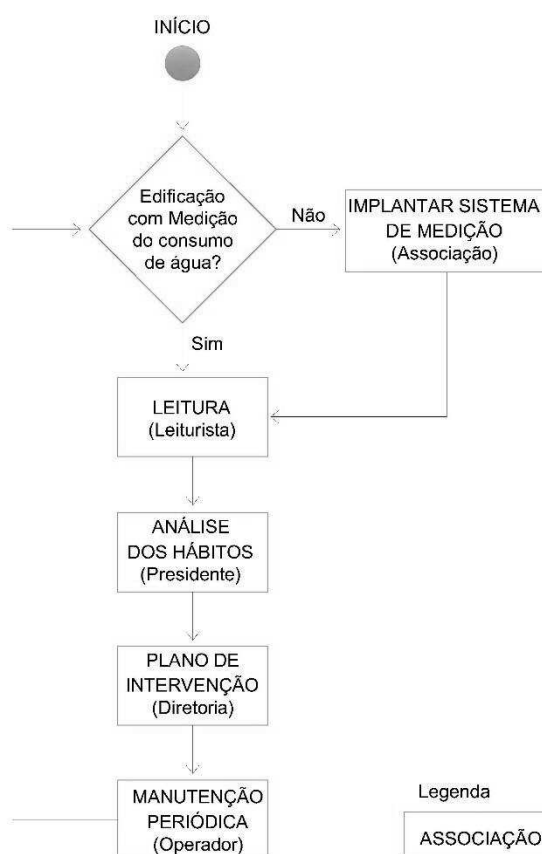 INÍCIO
Edificação
com Medição
do consumo
de água?
Não
IMPLANTAR SISTEMA
DE MEDIÇÃO
(Associação)
Sim
LEITURA
(Leiturista)
ANÁLISE
DOS HÁBITOS
(Presidente)
PLANO DE
INTERVENÇÃO
(Diretoria)
MANUTENÇÃO
PERIÓDICA
(Operador)
Legenda
ASSOCIAÇÃO